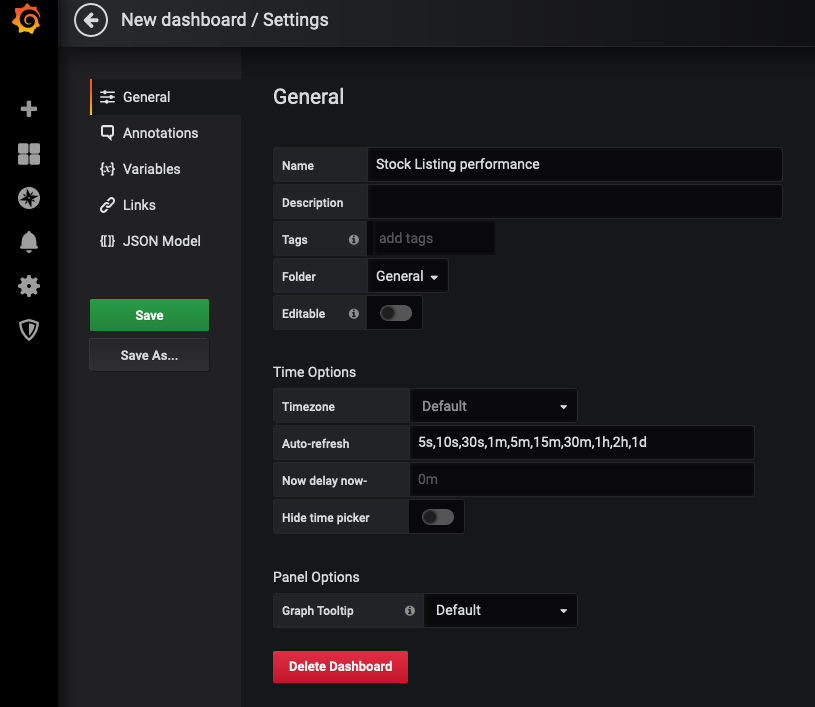 New dashboard / Settings
General
Annotations
Variables
Links
JSON Model
Save
Save As...
General
Name
Stock Listing performance
Description
Tags
add tags
Folder
General
Editable
Time Options
Timezone
Default
Auto-refresh
5s,10s,30s,1m,5m,15m,30m,1h,2h,1d
Now delay now-
0m
Hide time picker
Panel Options
Graph Tooltip
Default
Delete Dashboard